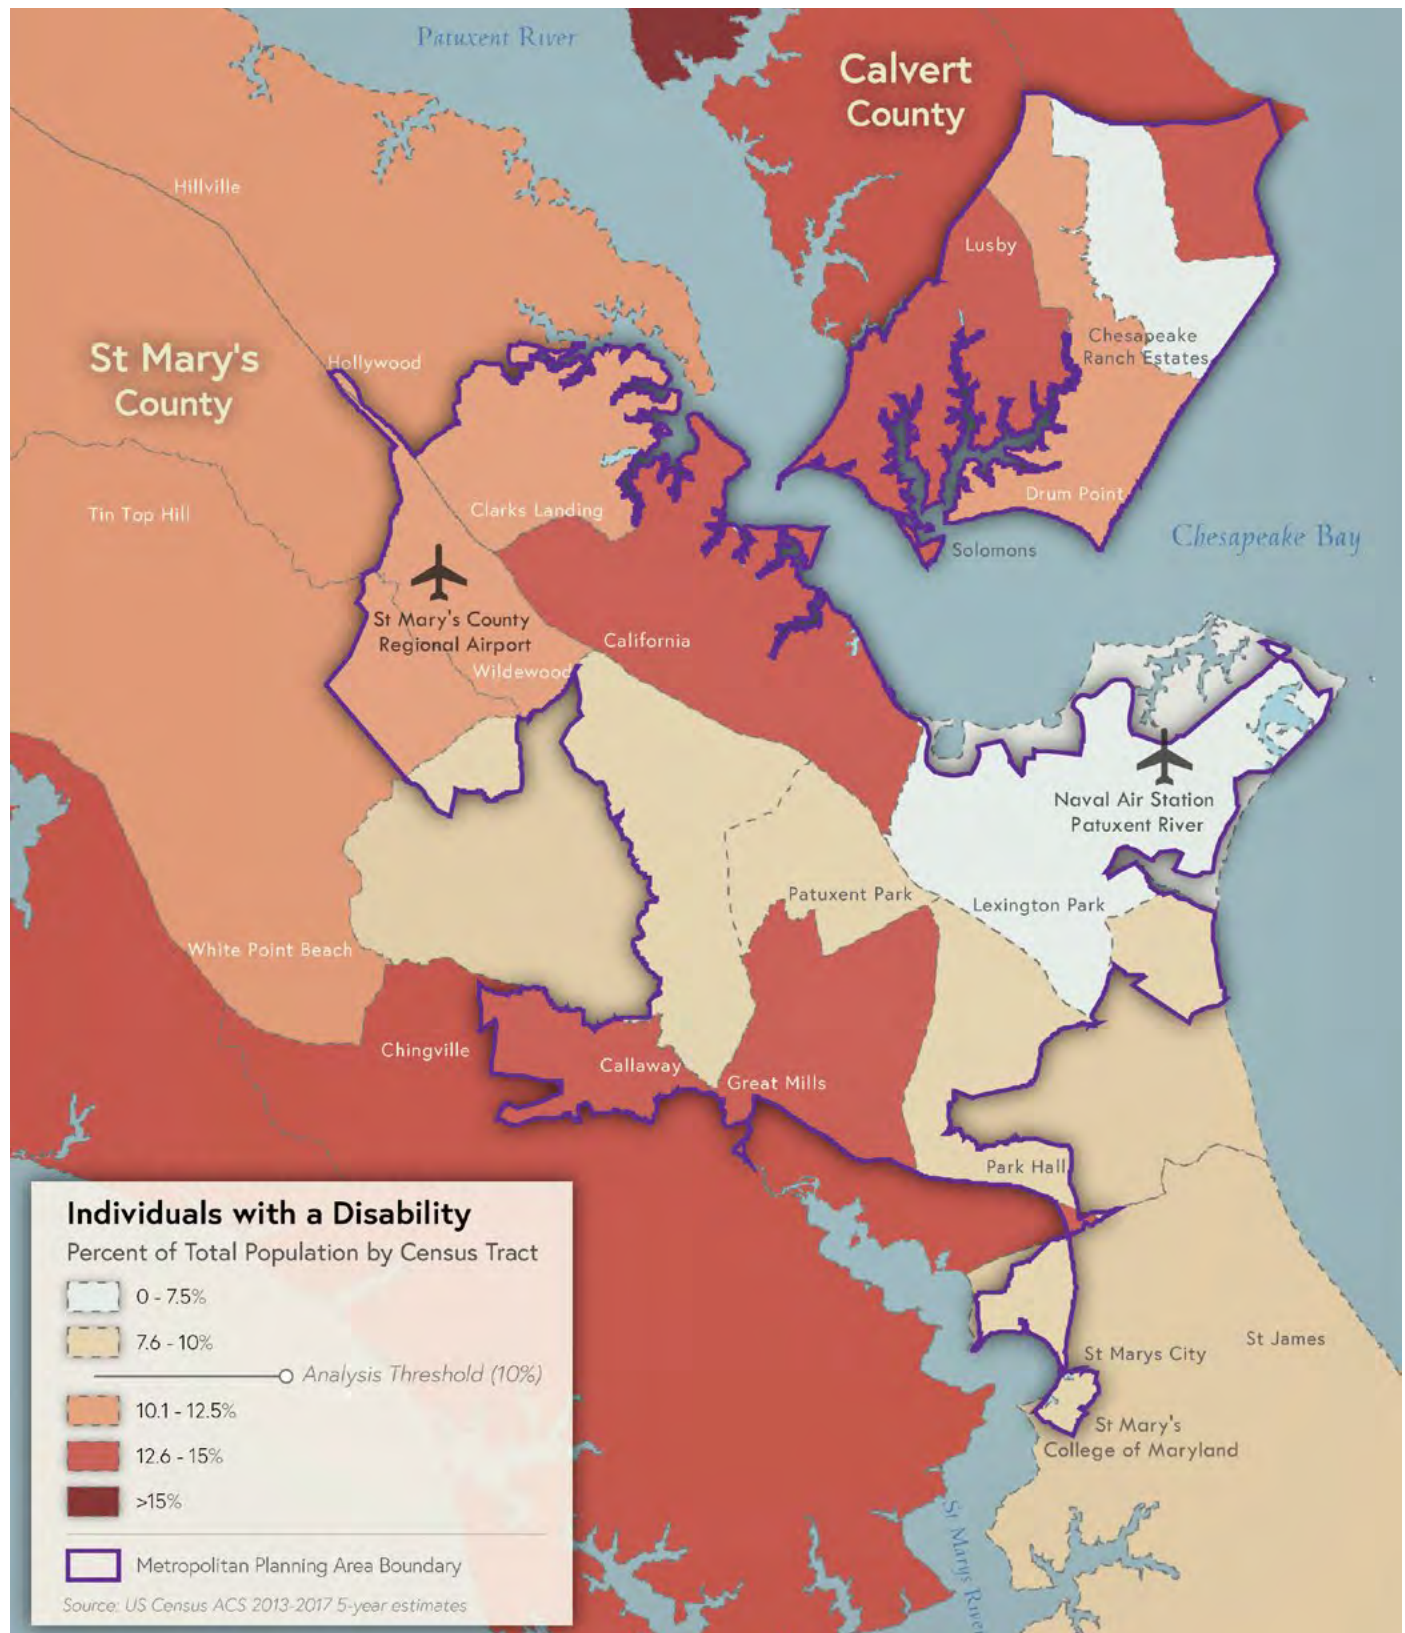 Patuxent River
Calvert
County
Hillville
Lusby
St Mary's
County
Hollywood
Chesapeake
Ranch Estates
Tin Top Hill
Clarks Landing
Drum Point
Chesapeake Bay
Solomons
St Mary's County
Regional Airport
California
Wildewood
Naval Air Station
Patuxent River
Patuxent Park
Lexington Park
White Point Beach
Chingville
Callaway
Great Mills
Park Hall
St James
St Marys City
St Mary's
College of Maryland
St Marys River
Individuals with a Disability
Percent of Total Population by Census Tract
0 - 7.5%
7.6 - 10%
Analysis Threshold (10%)
10.1 - 12.5%
12.6 - 15%
>15%
Metropolitan Planning Area Boundary
Source: US Census ACS 2013-2017 5-year estimates